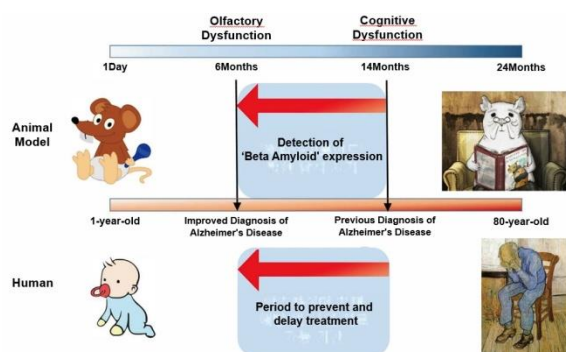 Olfactory
Dysfunction
Cognitive
Dysfunction
1Day
6Months
14Months
24Months
Animal
Model
Detection of
'Beta Amyloid' expression
1-year-old
Improved Diagnosis of
Alzheimer's Disease
Previous Diagnosis of
Alzheimer's Disease
80-year-old
Human
Period to prevent and
delay treatment